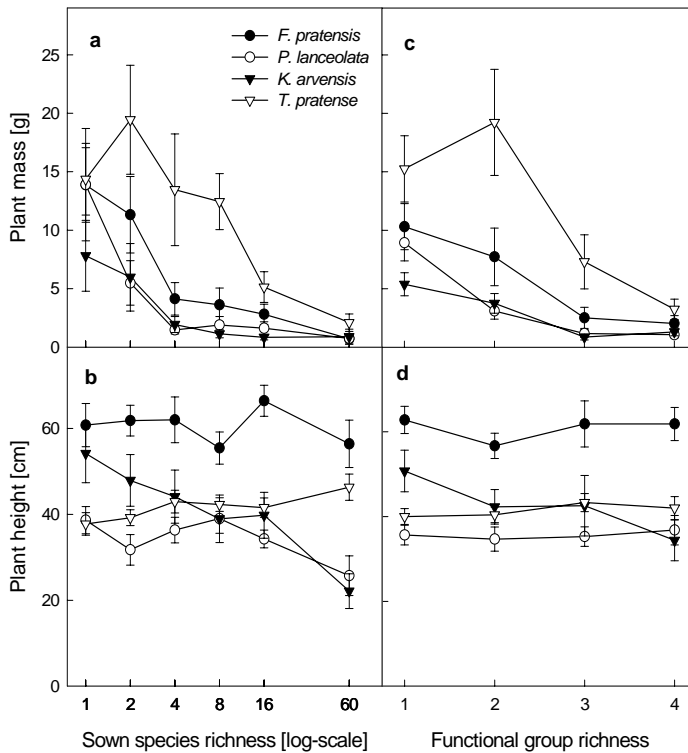 a
F. pratensis
P. lanceolata
K. arvensis
T. pratense
c
Plant mass [g]
25
20
15
10
5
0
b
d
Plant height [cm]
60
40
20
0
1 2 4 8 16 60
1 2 3 4
Sown species richness [log-scale]
Functional group richness